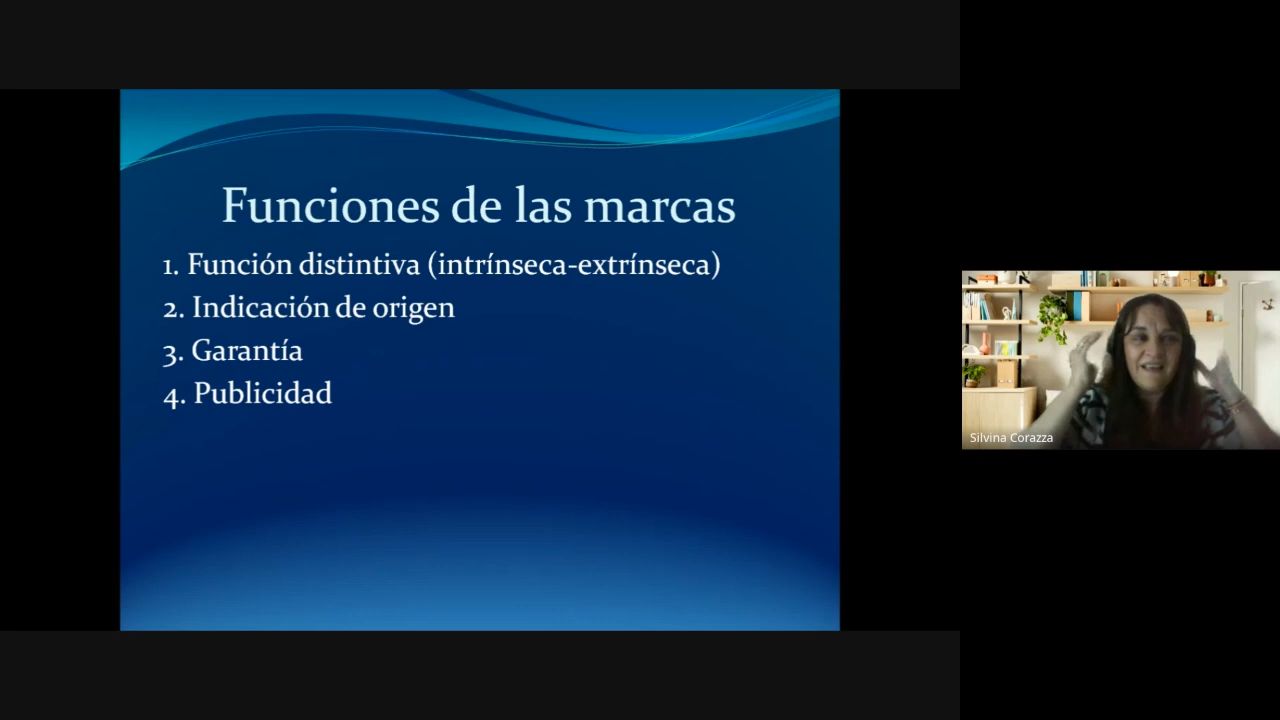 Funciones de las marcas
1. Función distintiva (intrínseca-extrínseca)
2. Indicación de origen
3. Garantía
4. Publicidad
Silvina Corazza